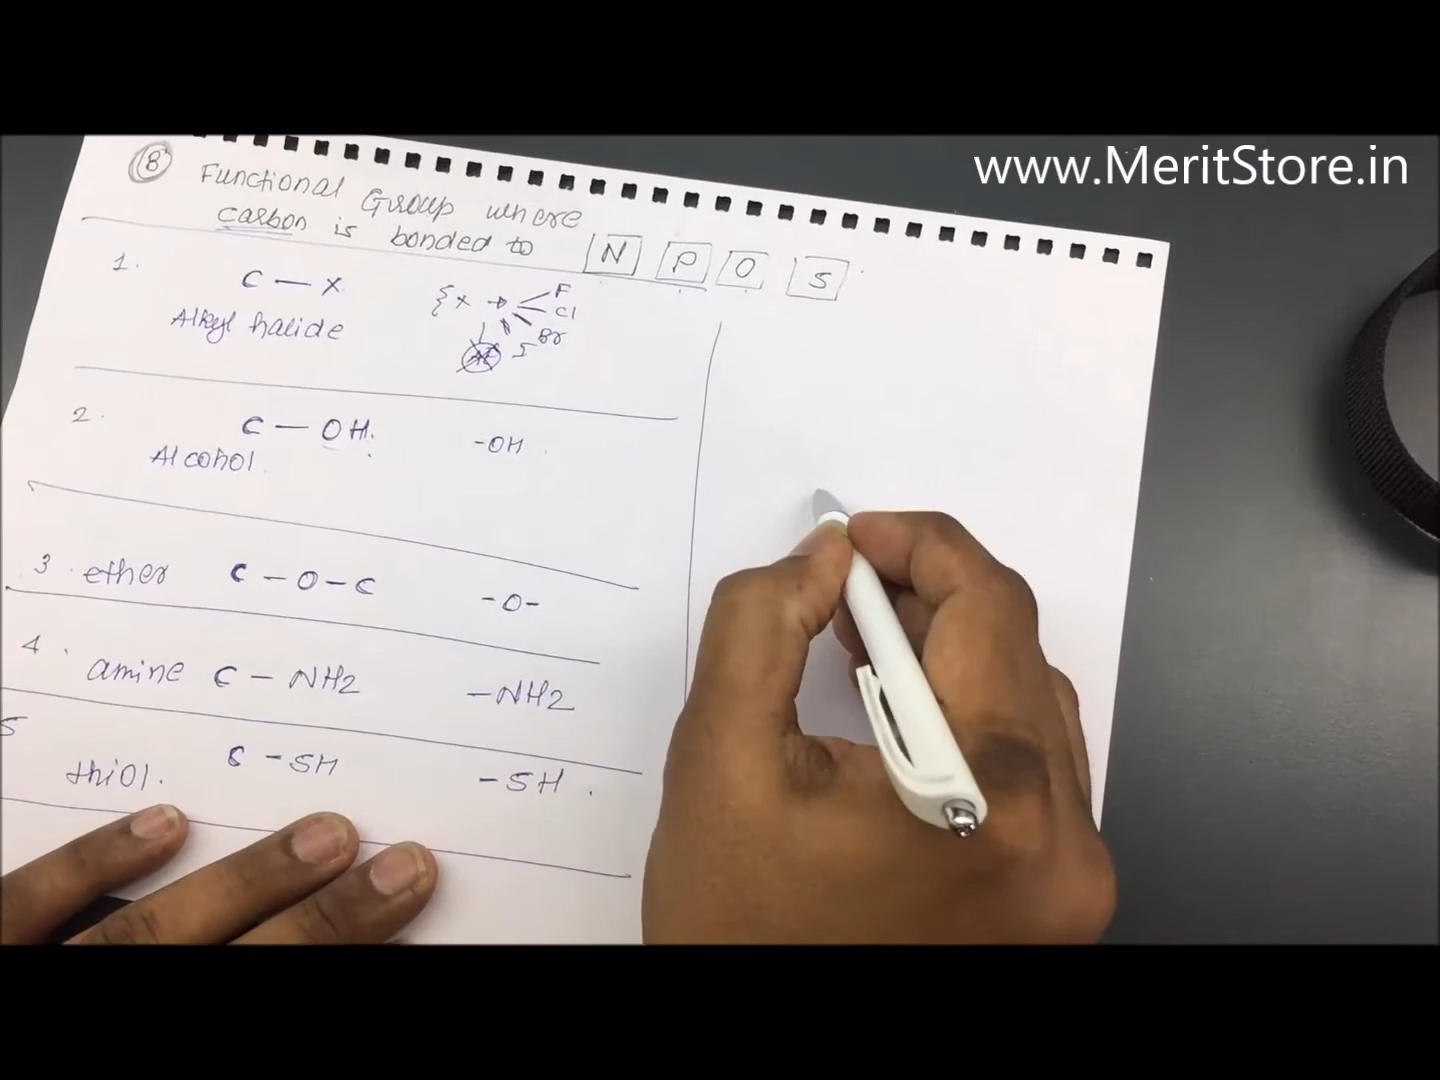 www.MeritStore.in
8 Functional Group where
carbon is bonded to N P O S
1. C — X {X → F
Cl
Br
I
At
Alkyl halide
2. C — OH. -OH
Alcohol.
3. ether C - O - C -O-
4. amine C - NH2 -NH2
5 C - SH -SH.
thiol.